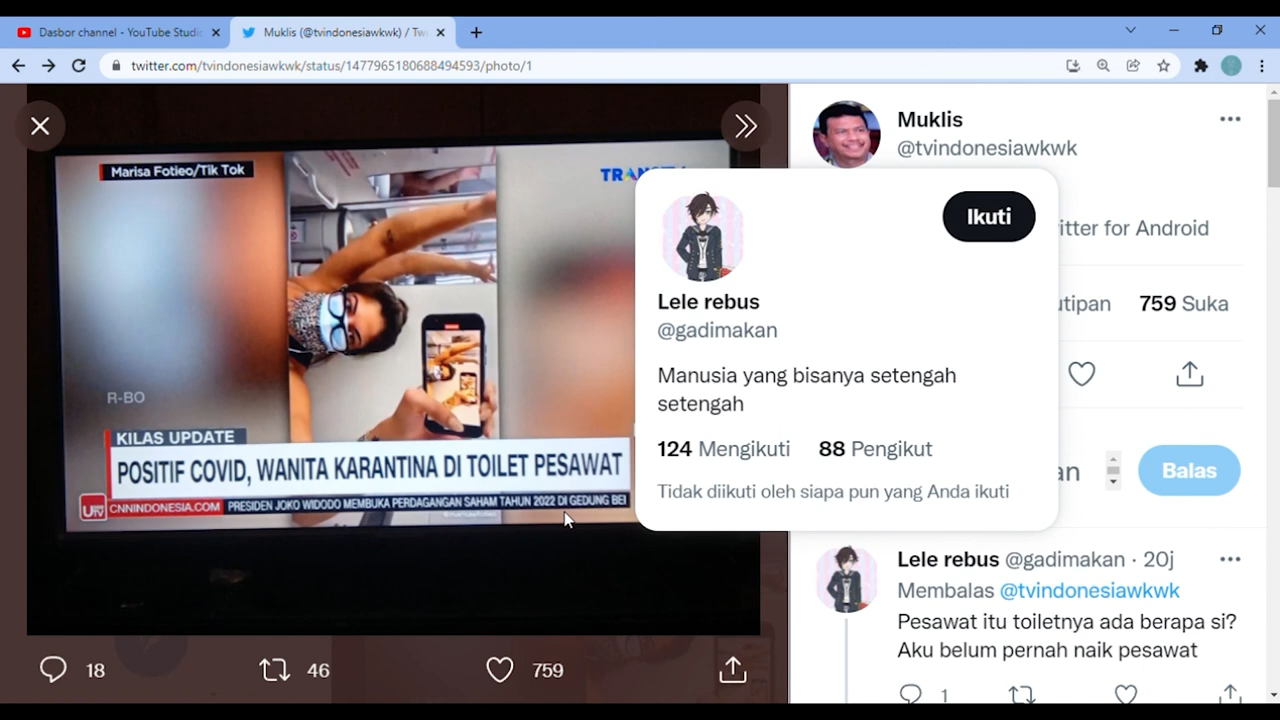 Dasbor channel - YouTube Studi
Muklis (@tvindonesiawkwk) / Tw
twitter.com/tvindonesiawkwk/status/1477965180688494593/photo/1
Marisa Fotieo/Tik Tok
R-BO
KILAS UPDATE
POSITIF COVID, WANITA KARANTINA DI TOILET PESAWAT
CNNINDONESIA.COM PRESIDEN JOKO WIDODO MEMBUKA PERDAGANGAN SAHAM TAHUN 2022 DI GEDUNG BEI
18
46
759
Muklis
@tvindonesiawkwk
itter for Android
utipan 759 Suka
Lele rebus
@gadimakan
Ikuti
Manusia yang bisanya setengah
setengah
124 Mengikuti 88 Pengikut
Tidak diikuti oleh siapa pun yang Anda ikuti
an
Balas
Lele rebus @gadimakan · 20j
Membalas @tvindonesiawkwk
Pesawat itu toiletnya ada berapa si?
Aku belum pernah naik pesawat
1